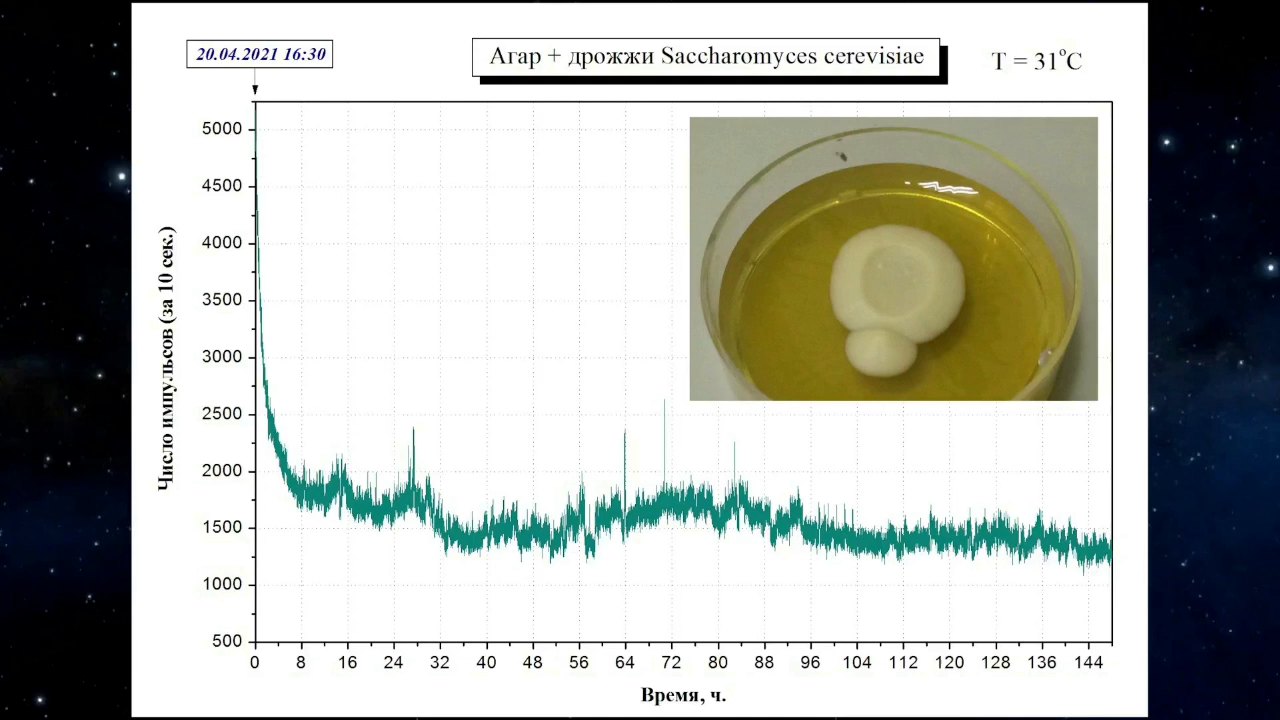 20.04.2021 16:30
Агар + дрожжи Saccharomyces cerevisiae
T = 31°C
Число импульсов (за 10 сек.)
5000
4500
4000
3500
3000
2500
2000
1500
1000
500
0 8 16 24 32 40 48 56 64 72 80 88 96 104 112 120 128 136 144
Время, ч.